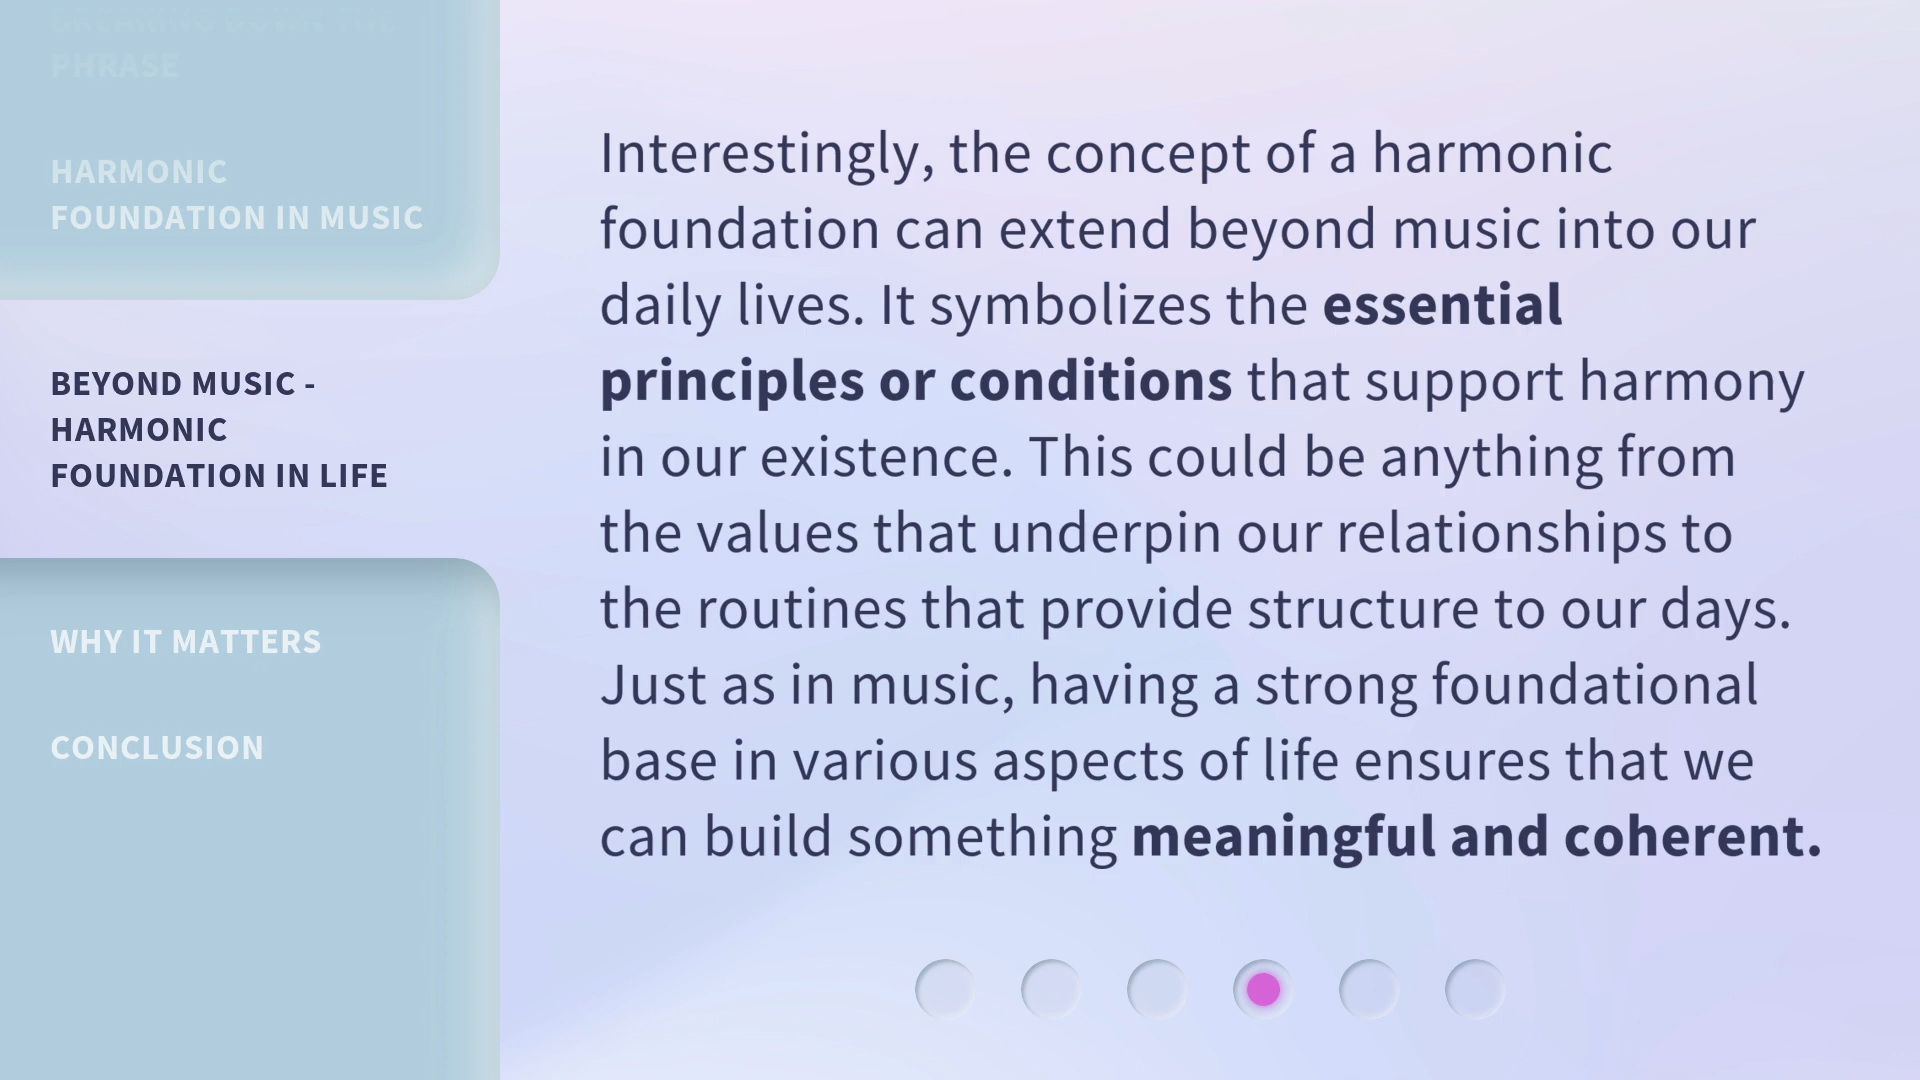 BREAKING DOWN THE
PHRASE
HARMONIC
FOUNDATION IN MUSIC
BEYOND MUSIC -
HARMONIC
FOUNDATION IN LIFE
WHY IT MATTERS
CONCLUSION
Interestingly, the concept of a harmonic
foundation can extend beyond music into our
daily lives. It symbolizes the essential
principles or conditions that support harmony
in our existence. This could be anything from
the values that underpin our relationships to
the routines that provide structure to our days.
Just as in music, having a strong foundational
base in various aspects of life ensures that we
can build something meaningful and coherent.